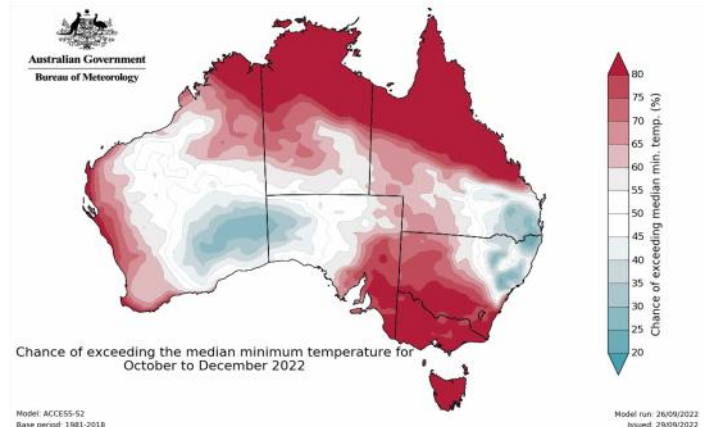 Australian Government
Bureau of Meteorology
80
75
70
65
60
55
50
45
40
35
30
25
20
Chance of exceeding median min. temp. (%)
Chance of exceeding the median minimum temperature for
October to December 2022
Model: ACCESS-S2
Base period: 1981-2018
Model run: 26/09/2022
Issued: 29/09/2022